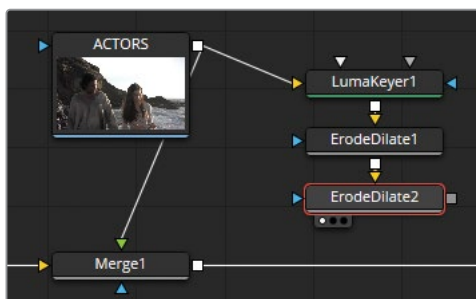 ACTORS
LumaKeyer1
ErodeDilate1
ErodeDilate2
Merge1